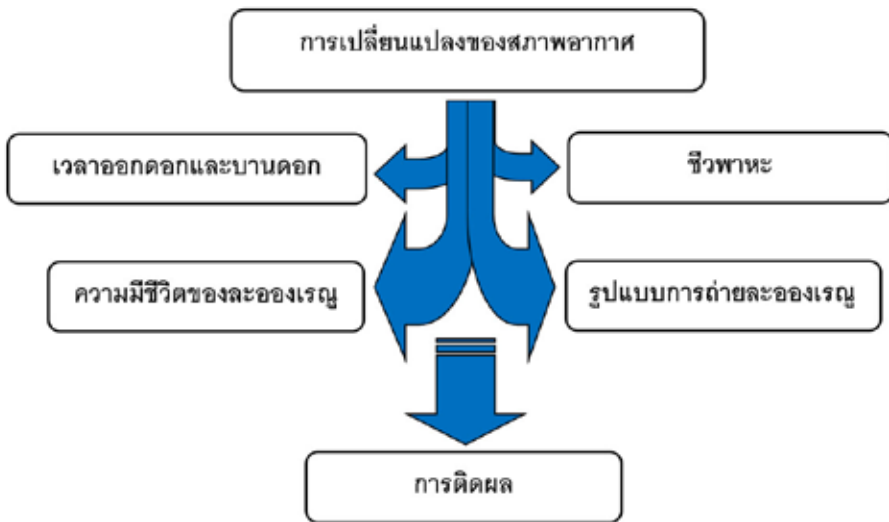 การเปลี่ยนแปลงของสภาพอากาศ
เวลาออกดอกและบานดอก
ชีวพาหะ
ความมีชีวิตของละอองเรณู
รูปแบบการถ่ายละอองเรณู
การติดผล